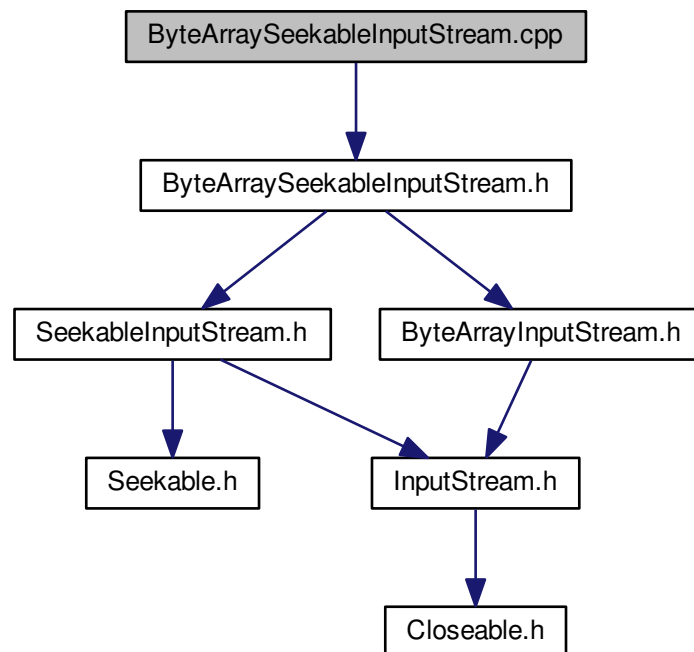 ByteArraySeekableInputStream.cpp
ByteArraySeekableInputStream.h
SeekableInputStream.h
ByteArrayInputStream.h
Seekable.h
InputStream.h
Closeable.h